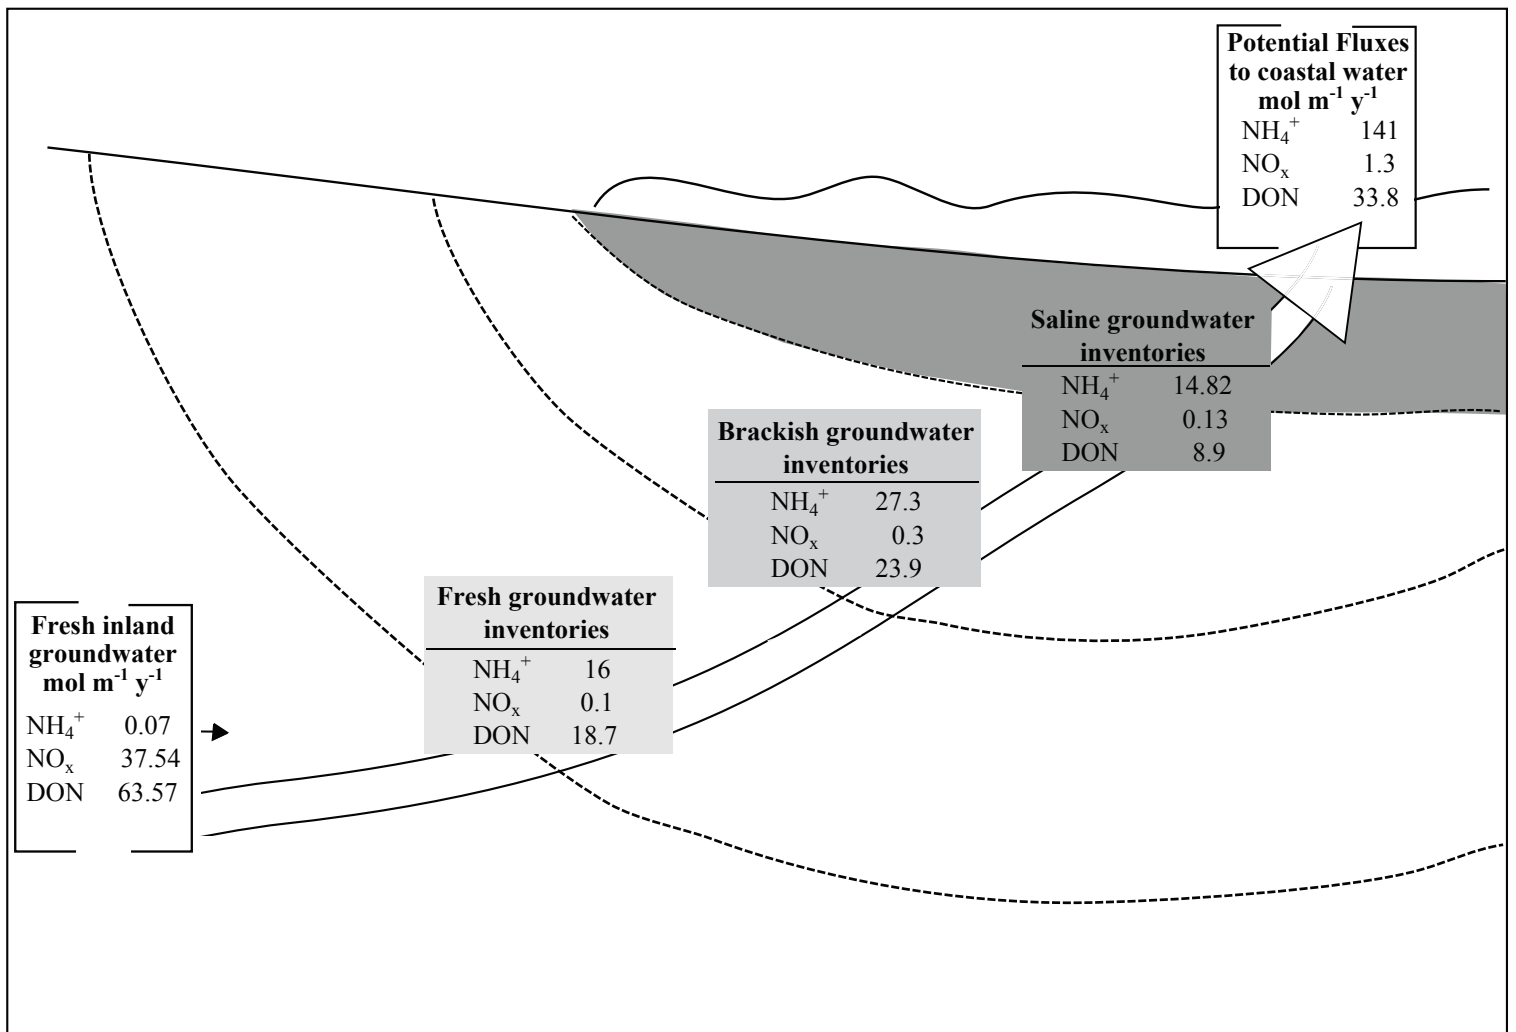 Potential Fluxes
to coastal water
mol m⁻¹ y⁻¹
NH₄⁺ 141
NOₓ 1.3
DON 33.8
Saline groundwater
inventories
NH₄⁺ 14.82
NOₓ 0.13
DON 8.9
Brackish groundwater
inventories
NH₄⁺ 27.3
NOₓ 0.3
DON 23.9
Fresh groundwater
inventories
NH₄⁺ 16
NOₓ 0.1
DON 18.7
Fresh inland
groundwater
mol m⁻¹ y⁻¹
NH₄⁺ 0.07
NOₓ 37.54
DON 63.57